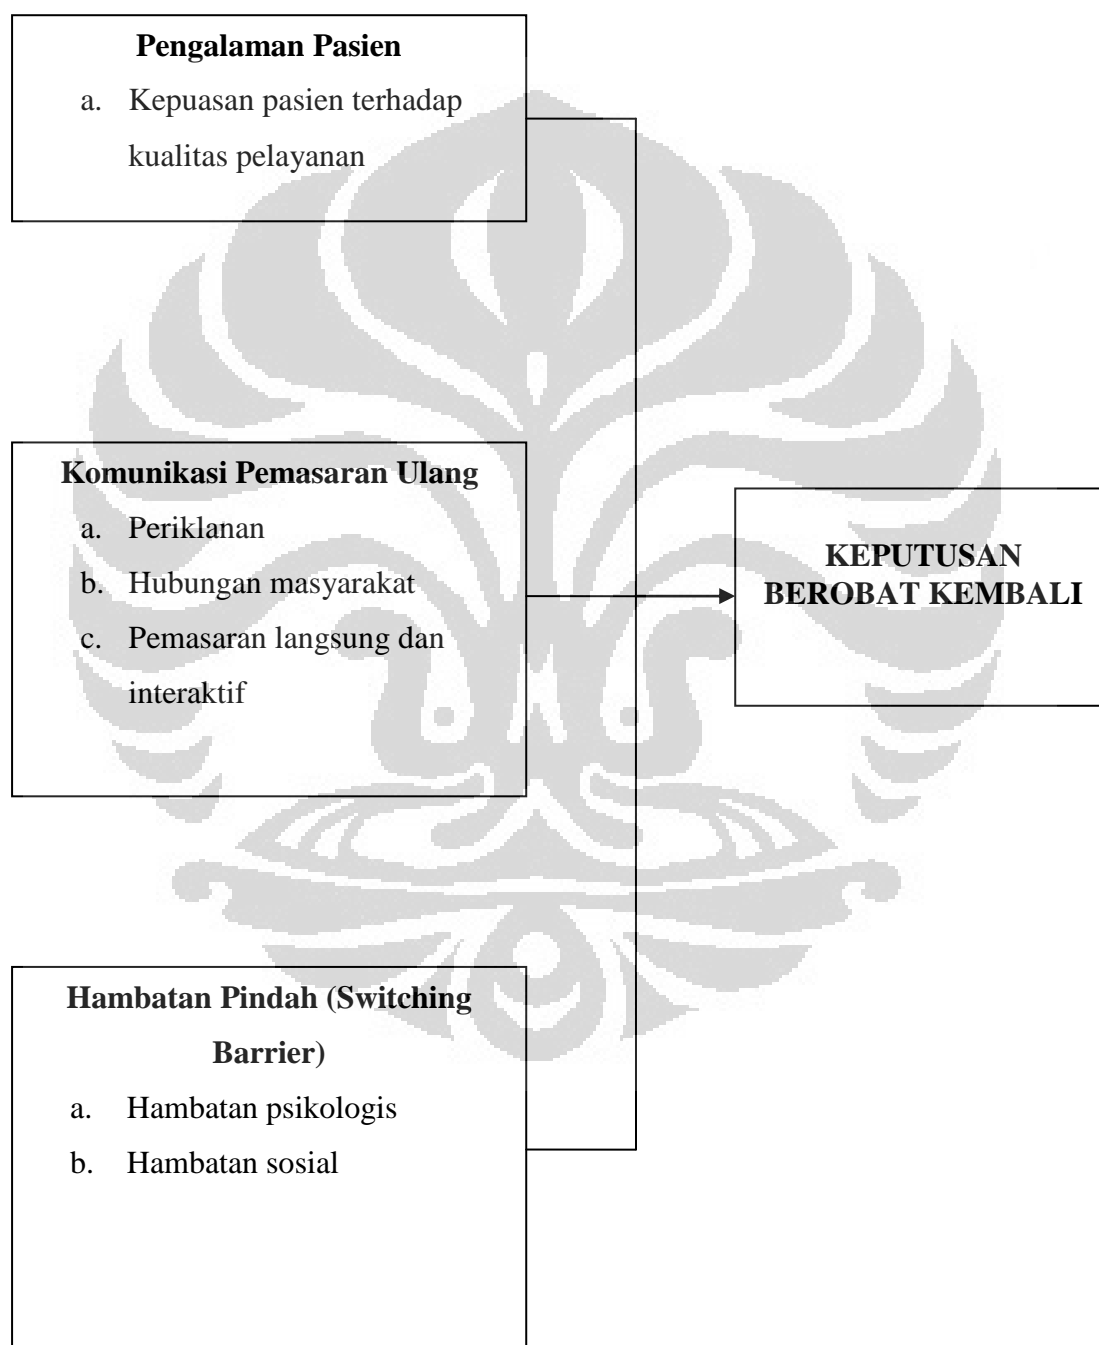 Pengalaman Pasien
a. Kepuasan pasien terhadap
kualitas pelayanan
Komunikasi Pemasaran Ulang
a. Periklanan
b. Hubungan masyarakat
c. Pemasaran langsung dan
interaktif
KEPUTUSAN
BEROBAT KEMBALI
Hambatan Pindah (Switching
Barrier)
a. Hambatan psikologis
b. Hambatan sosial